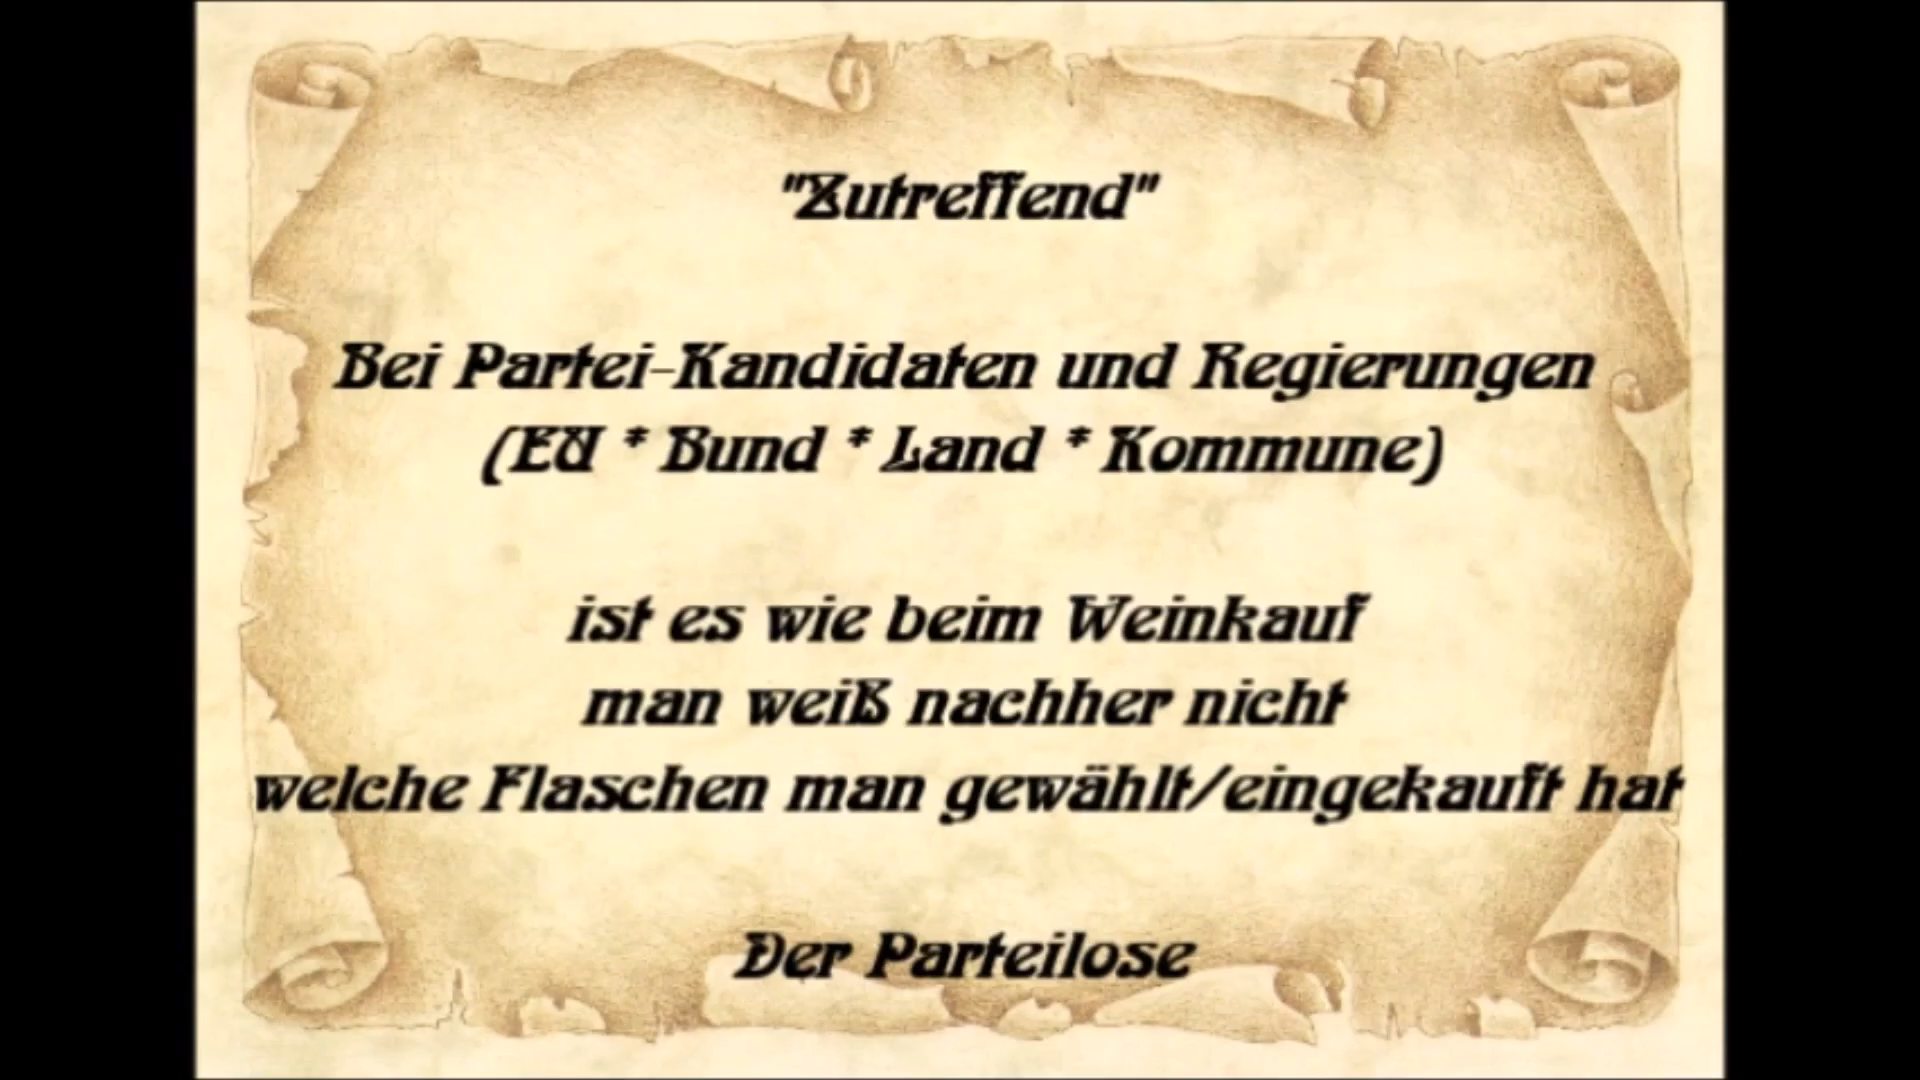 "Zutreffend"
Bei Partei-Kandidaten und Regierungen
(EU * Bund * Land * Kommune)
ist es wie beim Weinkauf
man weiß nachher nicht
welche Flaschen man gewählt/eingekauft hat
Der Parteilose